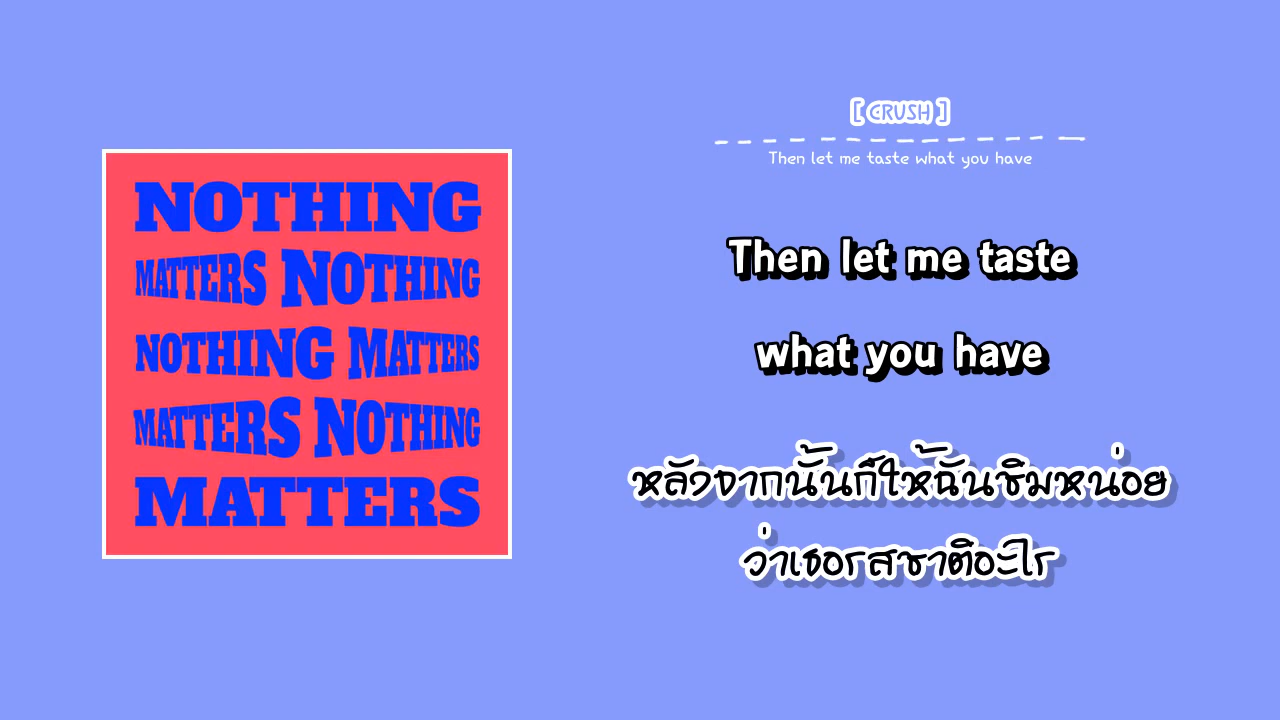 NOTHING
MATTERS NOTHING
NOTHING MATTERS
MATTERS NOTHING
MATTERS
[ CRUSH ]
Then let me taste what you have
Then let me taste
what you have
หลังจากนั้นก็ให้ฉันชิมหน่อย
ว่าเธอรสชาติอะไร